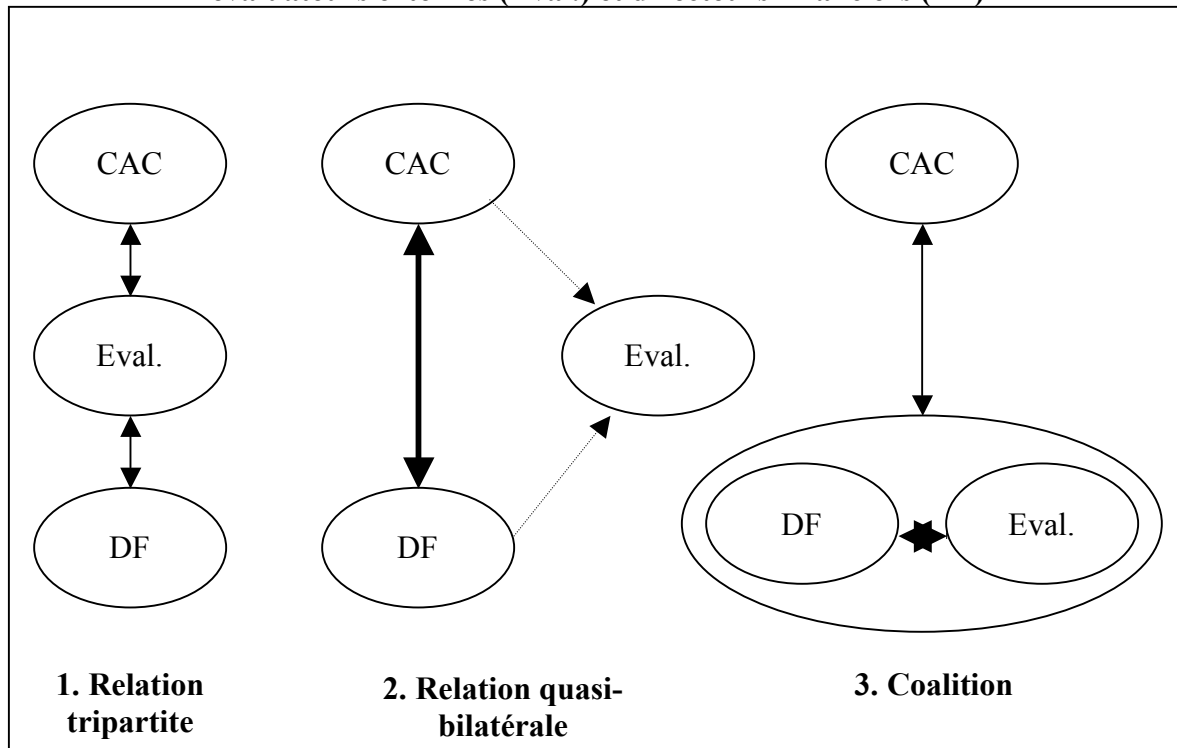 CAC
Eval.
DF
1. Relation
tripartite
CAC
Eval.
DF
2. Relation quasi-
bilatérale
CAC
DF
Eval.
3. Coalition